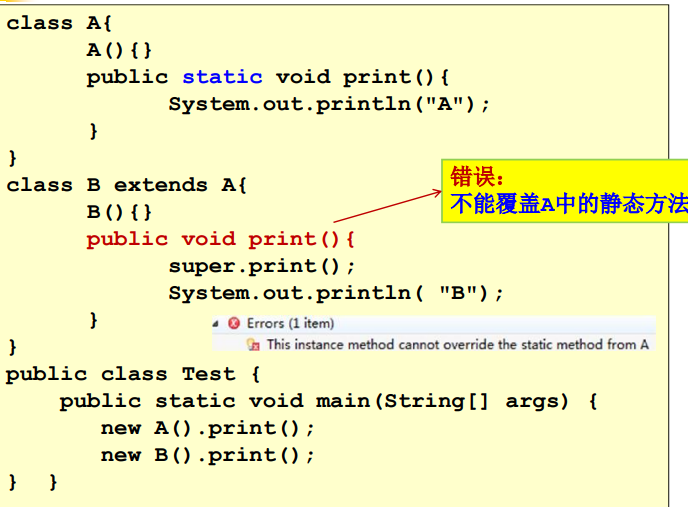 class A{
A(){}
public static void print(){
System.out.println("A");
}
}
class B extends A{
B(){}
public void print(){
super.print();
System.out.println( "B");
}
}
错误：
不能覆盖A中的静态方法
Errors (1 item)
This instance method cannot override the static method from A
public class Test {
public static void main(String[] args) {
new A().print();
new B().print();
} }